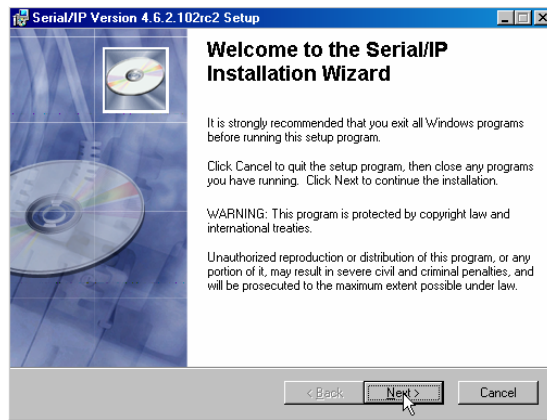 Serial/IP Version 4.6.2.102rc2 Setup
Welcome to the Serial/IP
Installation Wizard
It is strongly recommended that you exit all Windows programs
before running this setup program.
Click Cancel to quit the setup program, then close any programs
you have running. Click Next to continue the installation.
WARNING: This program is protected by copyright law and
international treaties.
Unauthorized reproduction or distribution of this program, or any
portion of it, may result in severe civil and criminal penalties, and
will be prosecuted to the maximum extent possible under law.
< Back Next > Cancel